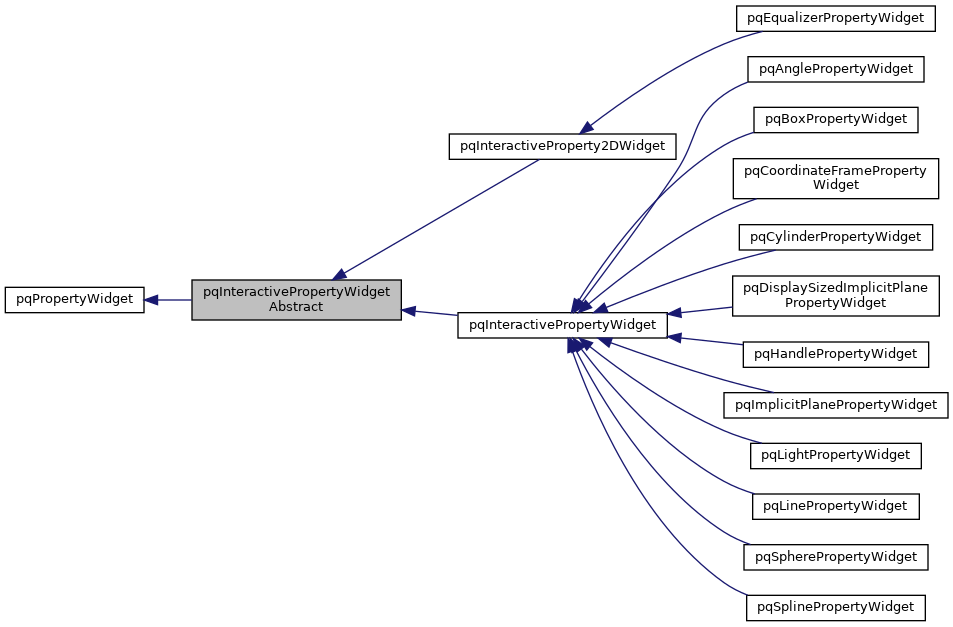 pqEqualizerPropertyWidget
pqAnglePropertyWidget
pqBoxPropertyWidget
pqInteractiveProperty2DWidget
pqCoordinateFrameProperty
Widget
pqCylinderPropertyWidget
pqPropertyWidget
pqInteractivePropertyWidget
Abstract
pqDisplaySizedImplicitPlane
PropertyWidget
pqInteractivePropertyWidget
pqHandlePropertyWidget
pqImplicitPlanePropertyWidget
pqLightPropertyWidget
pqLinePropertyWidget
pqSpherePropertyWidget
pqSplinePropertyWidget